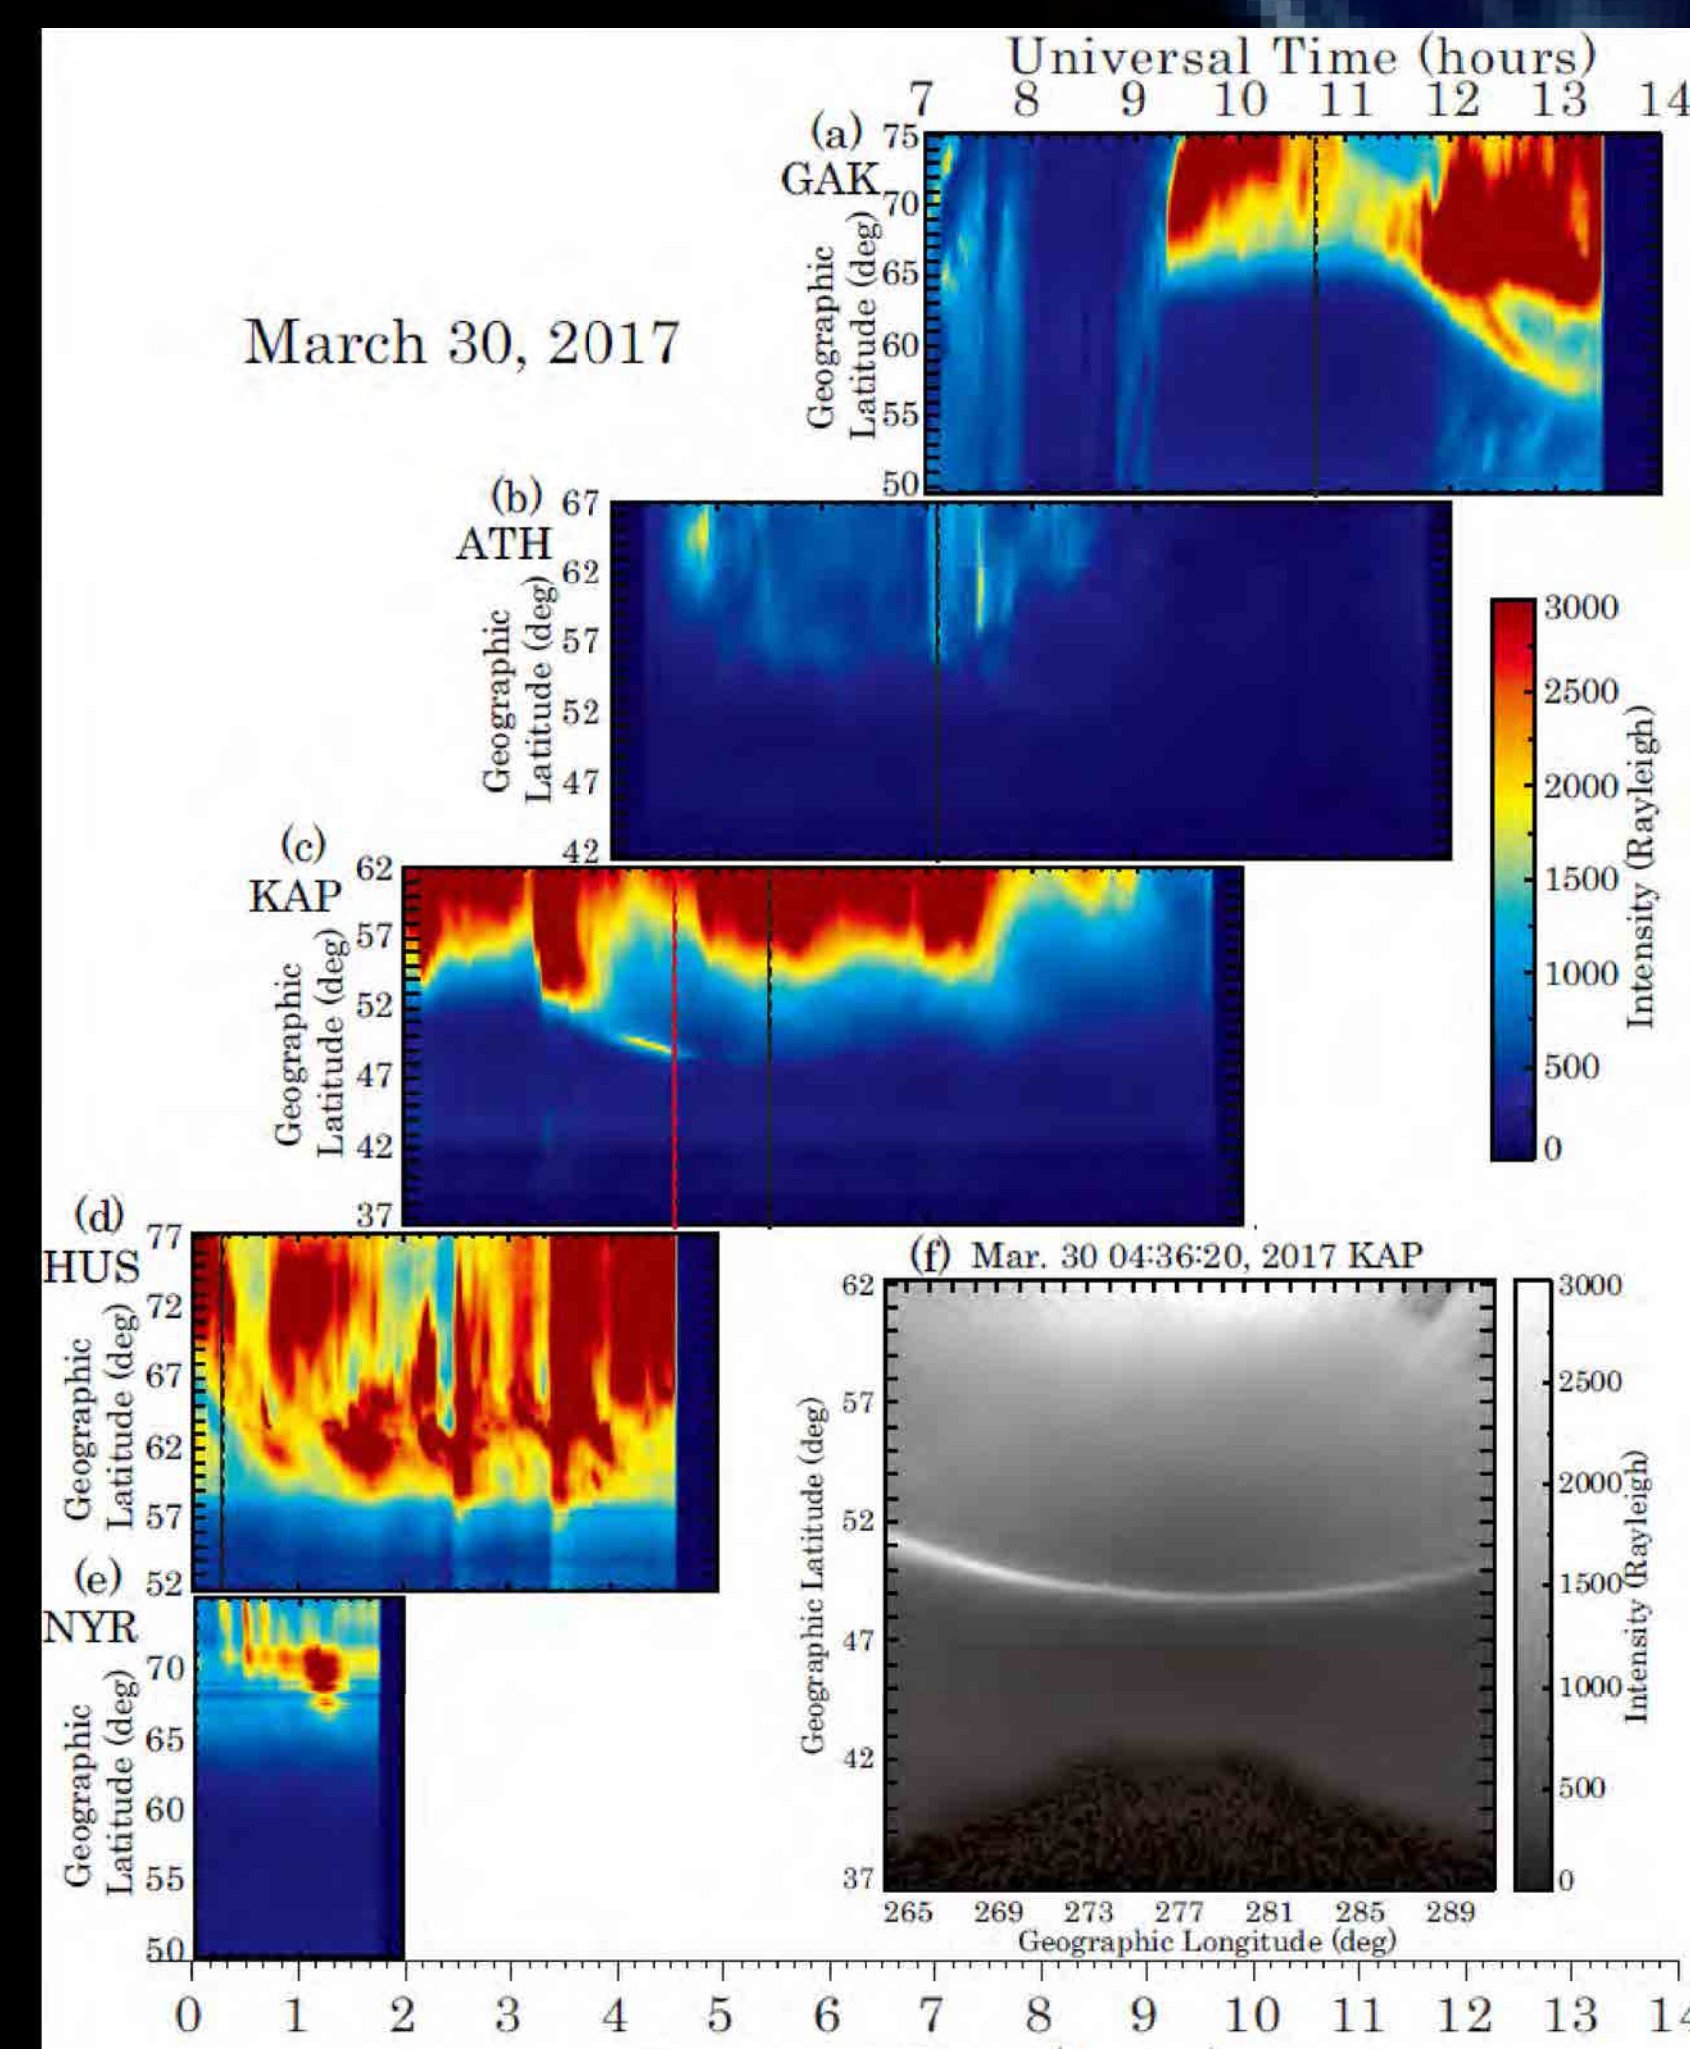 Universal Time (hours)
7 8 9 10 11 12 13 14
(a)
GAK
Geographic
Latitude (deg)
75
70
65
60
55
50
March 30, 2017
(b)
ATH
Geographic
Latitude (deg)
67
62
57
52
47
42
(c)
KAP
Geographic
Latitude (deg)
62
57
52
47
42
37
3000
2500
2000
1500
1000
500
0
Intensity (Rayleigh)
(d)
HUS
Geographic
Latitude (deg)
77
72
67
62
57
52
(e)
NYR
Geographic
Latitude (deg)
70
65
60
55
50
(f) Mar. 30 04:36:20, 2017 KAP
Geographic Latitude (deg)
62
57
52
47
42
37
265 269 273 277 281 285 289
Geographic Longitude (deg)
3000
2500
2000
1500
1000
500
0
Intensity (Rayleigh)
0 1 2 3 4 5 6 7 8 9 10 11 12 13 14